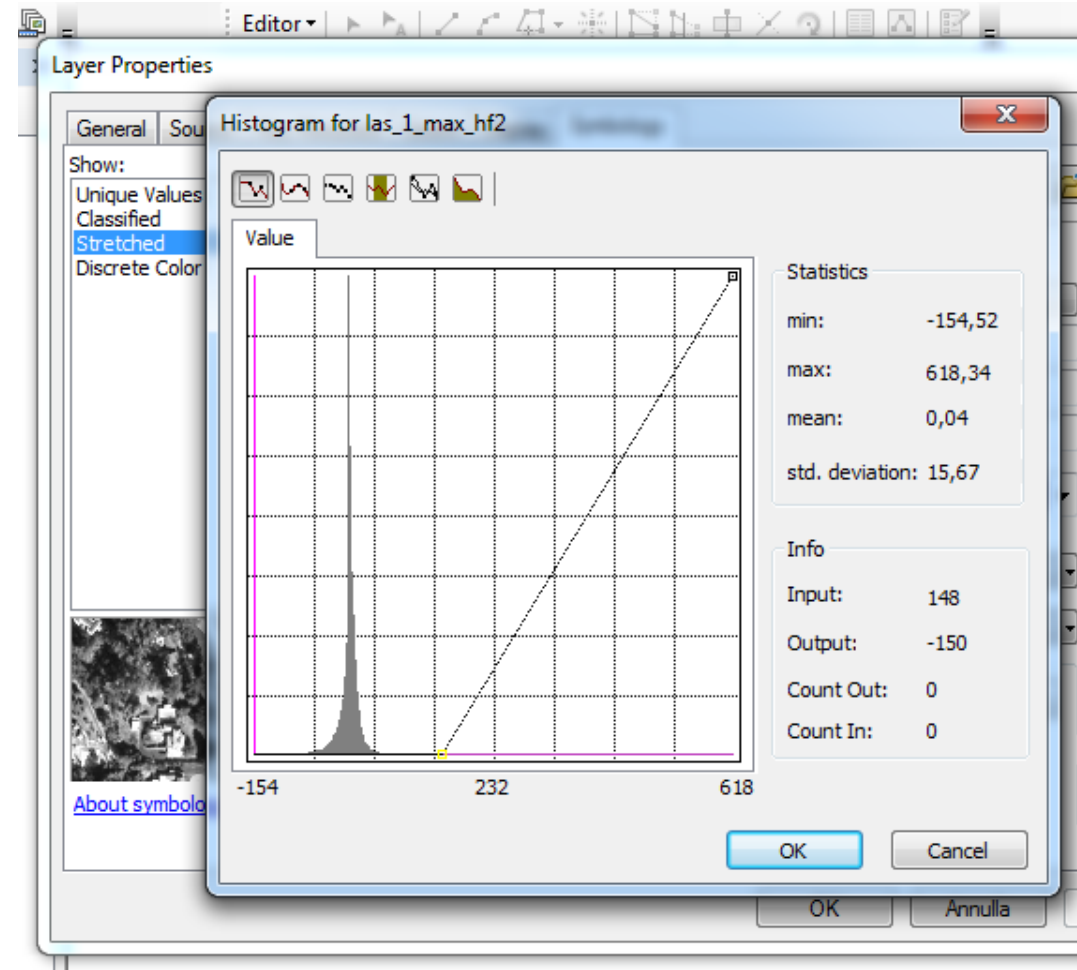 Editor
Layer Properties
General
Sou
Histogram for las_1_max_hf2
Show:
Unique Values
Classified
Stretched
Discrete Color
Value
Statistics
min: -154,52
max: 618,34
mean: 0,04
std. deviation: 15,67
Info
Input: 148
Output: -150
Count Out: 0
Count In: 0
-154 232 618
About symbolo
OK Cancel
OK Annulla